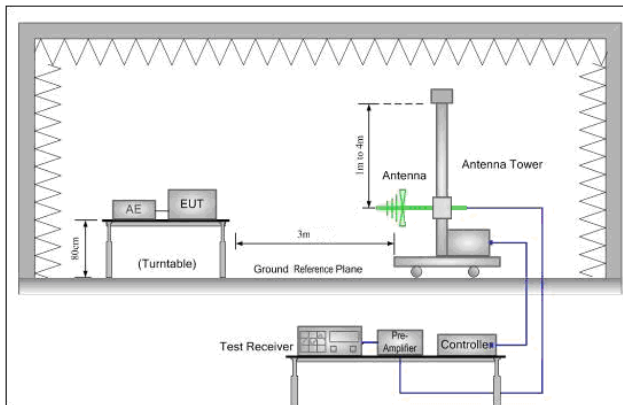 1m to 4m
Antenna
Antenna Tower
AE
EUT
3m
80cm
(Turntable)
Ground Reference Plane
Test Receiver
Pre-
Amplifier
Controller